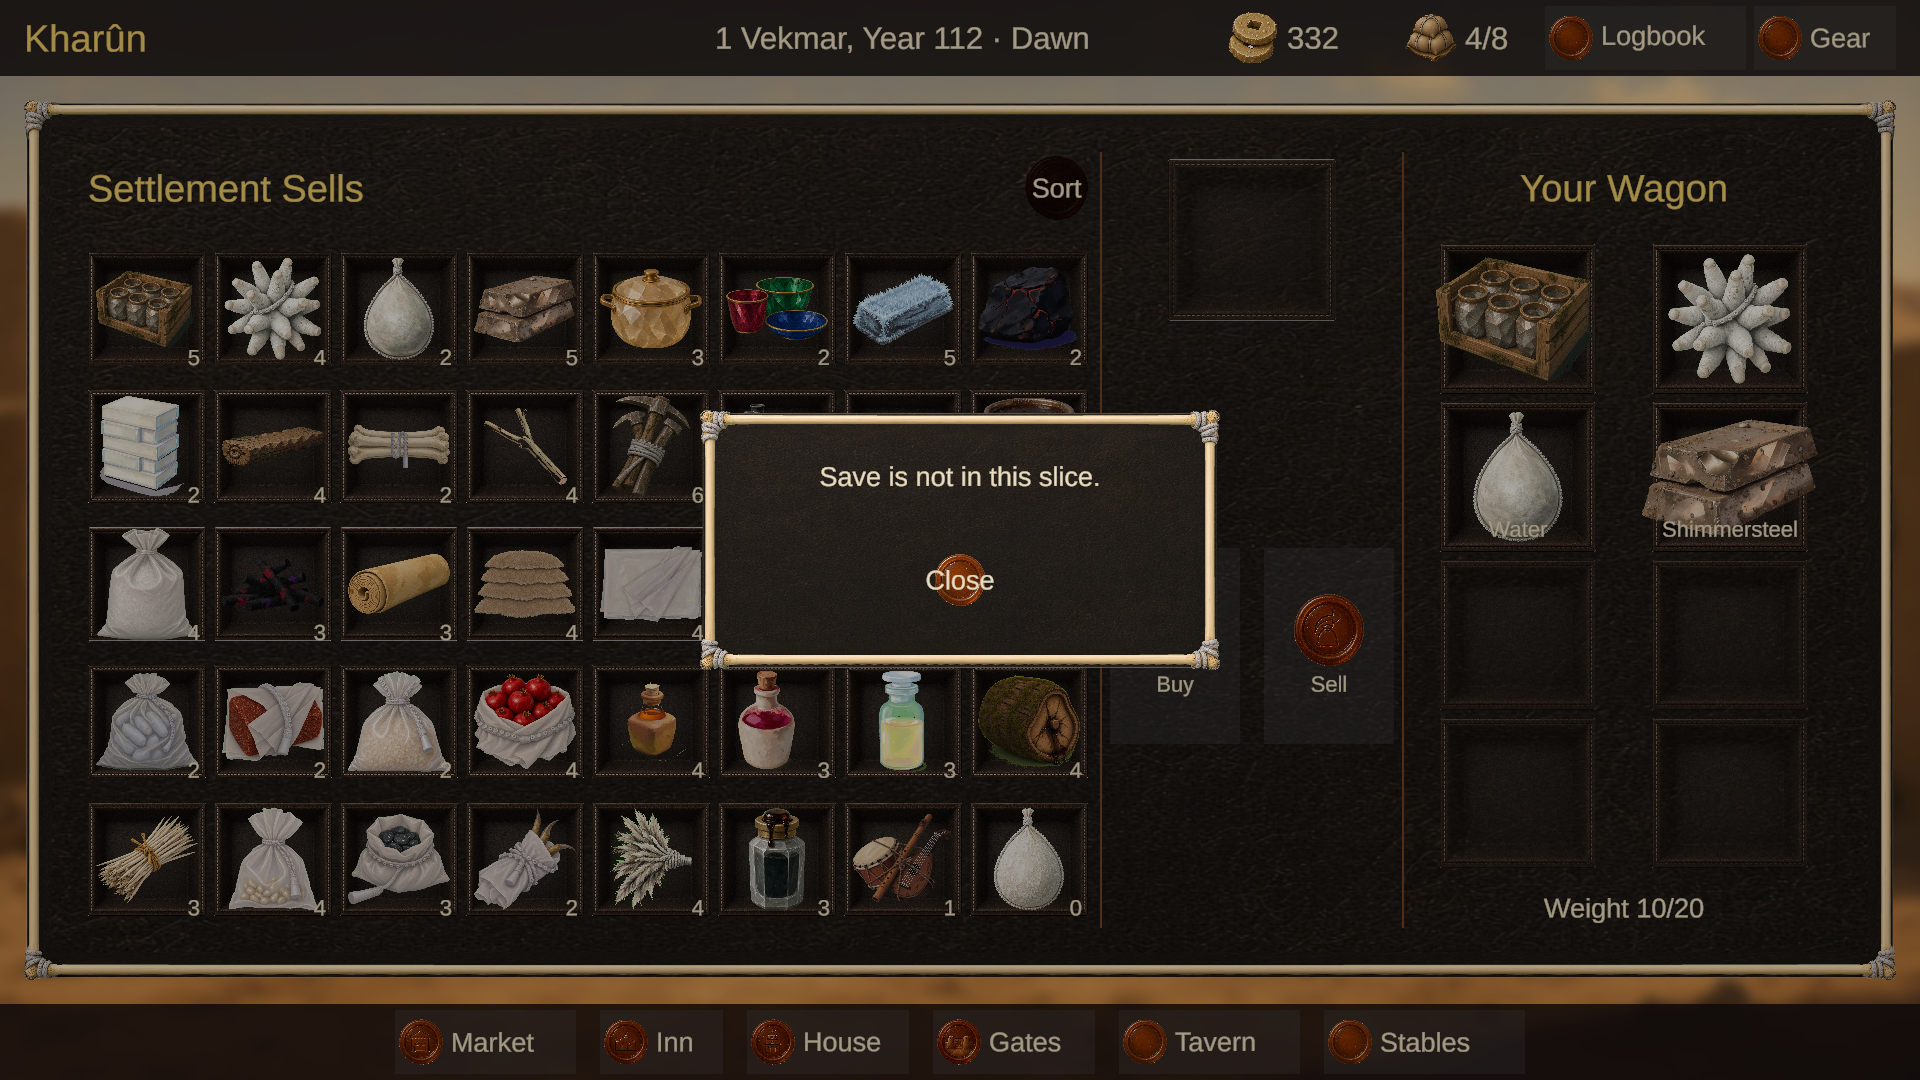 Kharûn
1 Vekmar, Year 112 · Dawn
332
4/8
Logbook
Gear
Settlement Sells
Sort
Your Wagon
5 4 2 5 3 2 5 2
2 4 2 4 6
4 3 3 4 4
2 2 2 4 4 3 3 4
3 4 3 2 4 3 1 0
Save is not in this slice.
Close
Buy
Sell
Water
Shimmersteel
Weight 10/20
Market
Inn
House
Gates
Tavern
Stables